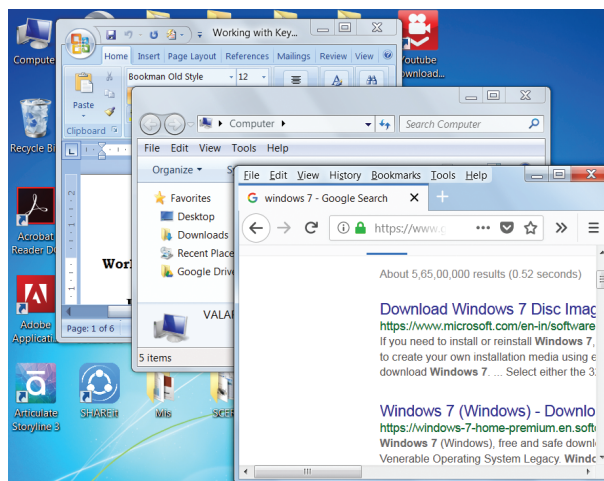 Compute
Recycle Bi
Acrobat
Reader DC
Adobe
Applicati...
Articulate
Storyline 3
SHAREit
Mis
SCER
Youtube
ownload...
Working with Key...
Home Insert Page Layout References Mailings Review View
Paste
Clipboard
Bookman Old Style 12
Wor
Page: 1 of 6
Computer
Search Computer
File Edit View Tools Help
Organize S
Favorites
Desktop
Downloads
Recent Place
Google Drive
VALAR
5 items
File Edit View History Bookmarks Tools Help
G windows 7 - Google Search
https://www.g
About 5,65,00,000 results (0.52 seconds)
Download Windows 7 Disc Imag
https://www.microsoft.com/en-in/software
If you need to install or reinstall Windows 7,
to create your own installation media using e
download Windows 7. ... Select either the 32
Windows 7 (Windows) - Downlo
https://windows-7-home-premium.en.softo
Windows 7 (Windows), free and safe downl
Venerable Operating System Legacy. Windo